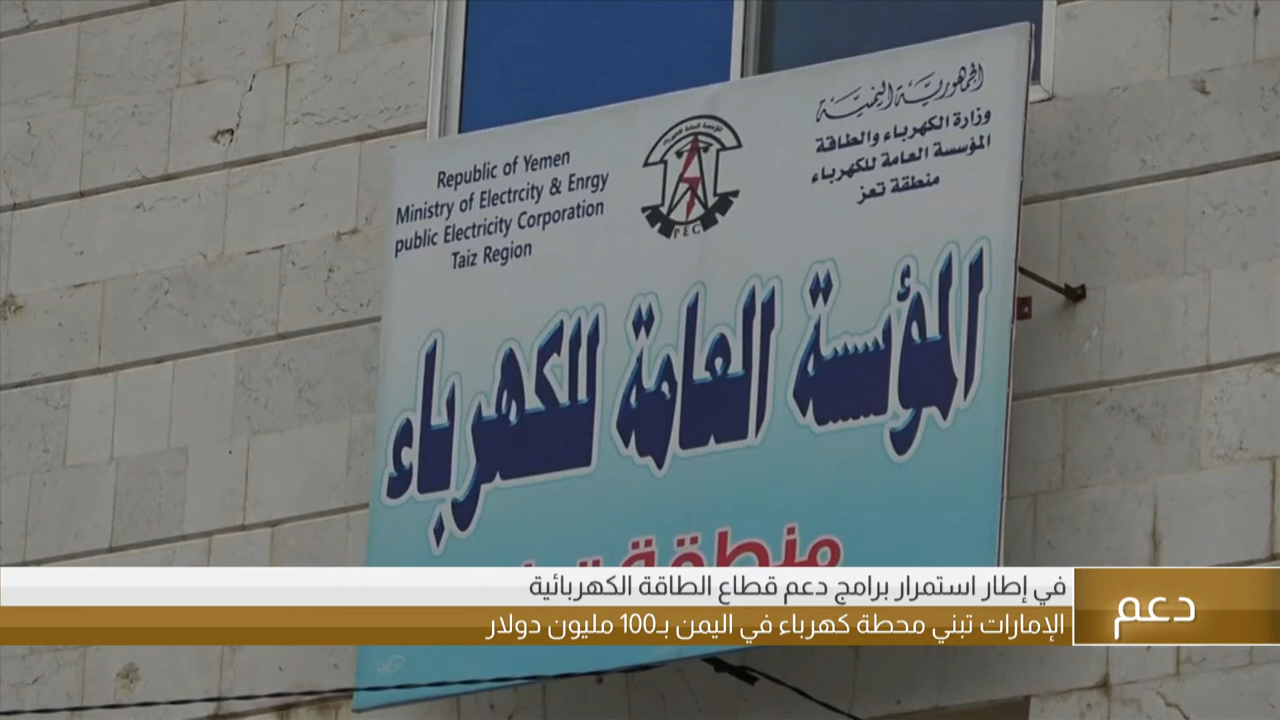 الجمهورية اليمنية
وزارة الكهرباء والطاقة
المؤسسة العامة للكهرباء
منطقة تعز
Republic of Yemen
Ministry of Electrcity & Enrgy
public Electricity Corporation
Taiz Region
PEC
المؤسسة العامة للكهرباء
منطقة
دعم
في إطار استمرار برامج دعم قطاع الطاقة الكهربائية
الإمارات تبني محطة كهرباء في اليمن بـ100 مليون دولار